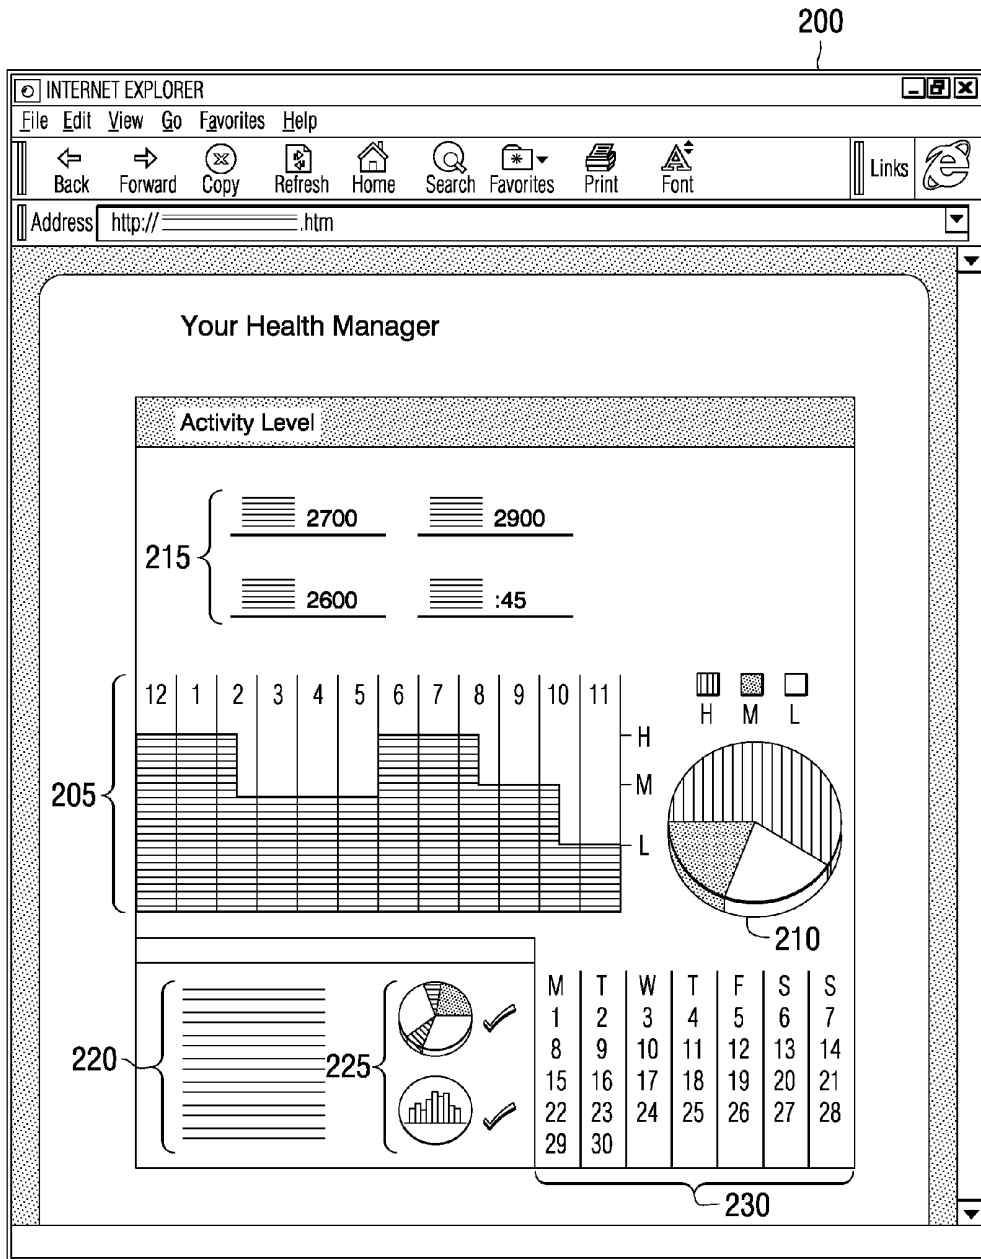 200
INTERNET EXPLORER
File Edit View Go Favorites Help
Back Forward Copy Refresh Home Search Favorites Print Font Links
Address http:// .htm
Your Health Manager
Activity Level
2700 2900
215
2600 :45
12 1 2 3 4 5 6 7 8 9 10 11
H M L
H
M
L
205
210
M T W T F S S
1 2 3 4 5 6 7
8 9 10 11 12 13 14
15 16 17 18 19 20 21
22 23 24 25 26 27 28
29 30
220
225
230